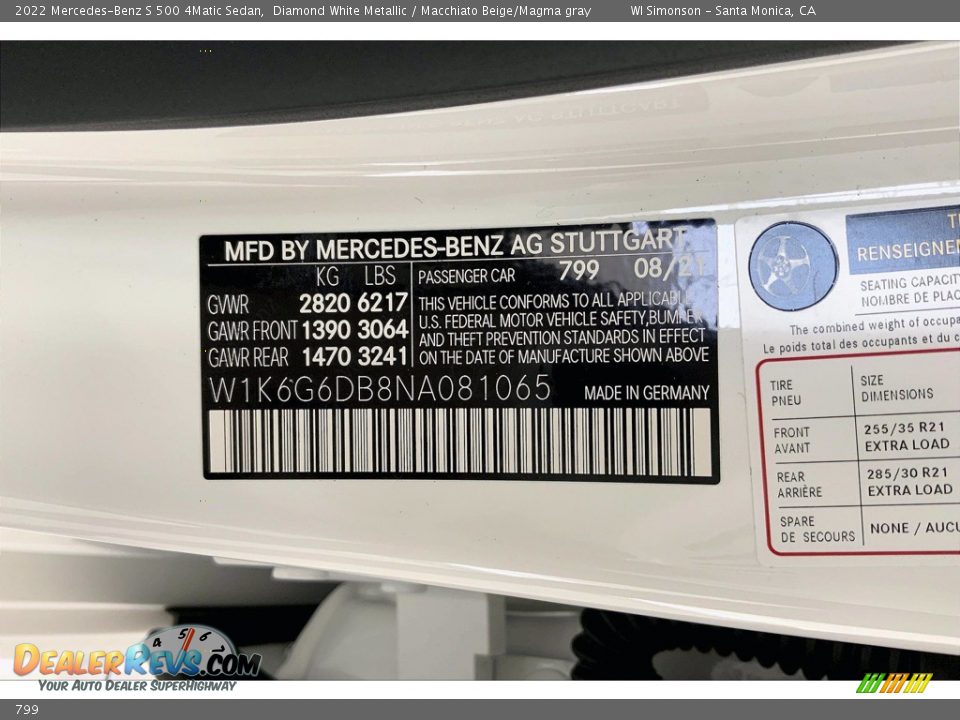 2022 Mercedes-Benz S 500 4Matic Sedan,  Diamond White Metallic / Macchiato Beige/Magma gray
WI Simonson - Santa Monica, CA
MFD BY MERCEDES-BENZ AG STUTTGART
KG LBS
PASSENGER CAR 799 08/21
GVWR 2820 6217
GAWR FRONT 1390 3064
GAWR REAR 1470 3241
THIS VEHICLE CONFORMS TO ALL APPLICABLE
U.S. FEDERAL MOTOR VEHICLE SAFETY,BUMPER
AND THEFT PREVENTION STANDARDS IN EFFECT
ON THE DATE OF MANUFACTURE SHOWN ABOVE
W1K6G6DB8NA081065
MADE IN GERMANY
RENSEIGNEM
SEATING CAPACITY
NOMBRE DE PLAC
The combined weight of occupa
Le poids total des occupants et du c
TIRE
PNEU
SIZE
DIMENSIONS
FRONT
AVANT
255/35 R21
EXTRA LOAD
REAR
ARRIÈRE
285/30 R21
EXTRA LOAD
SPARE
DE SECOURS
NONE / AUCU
4 5 6
DEALERREVS.COM
YOUR AUTO DEALER SUPERHIGHWAY
799